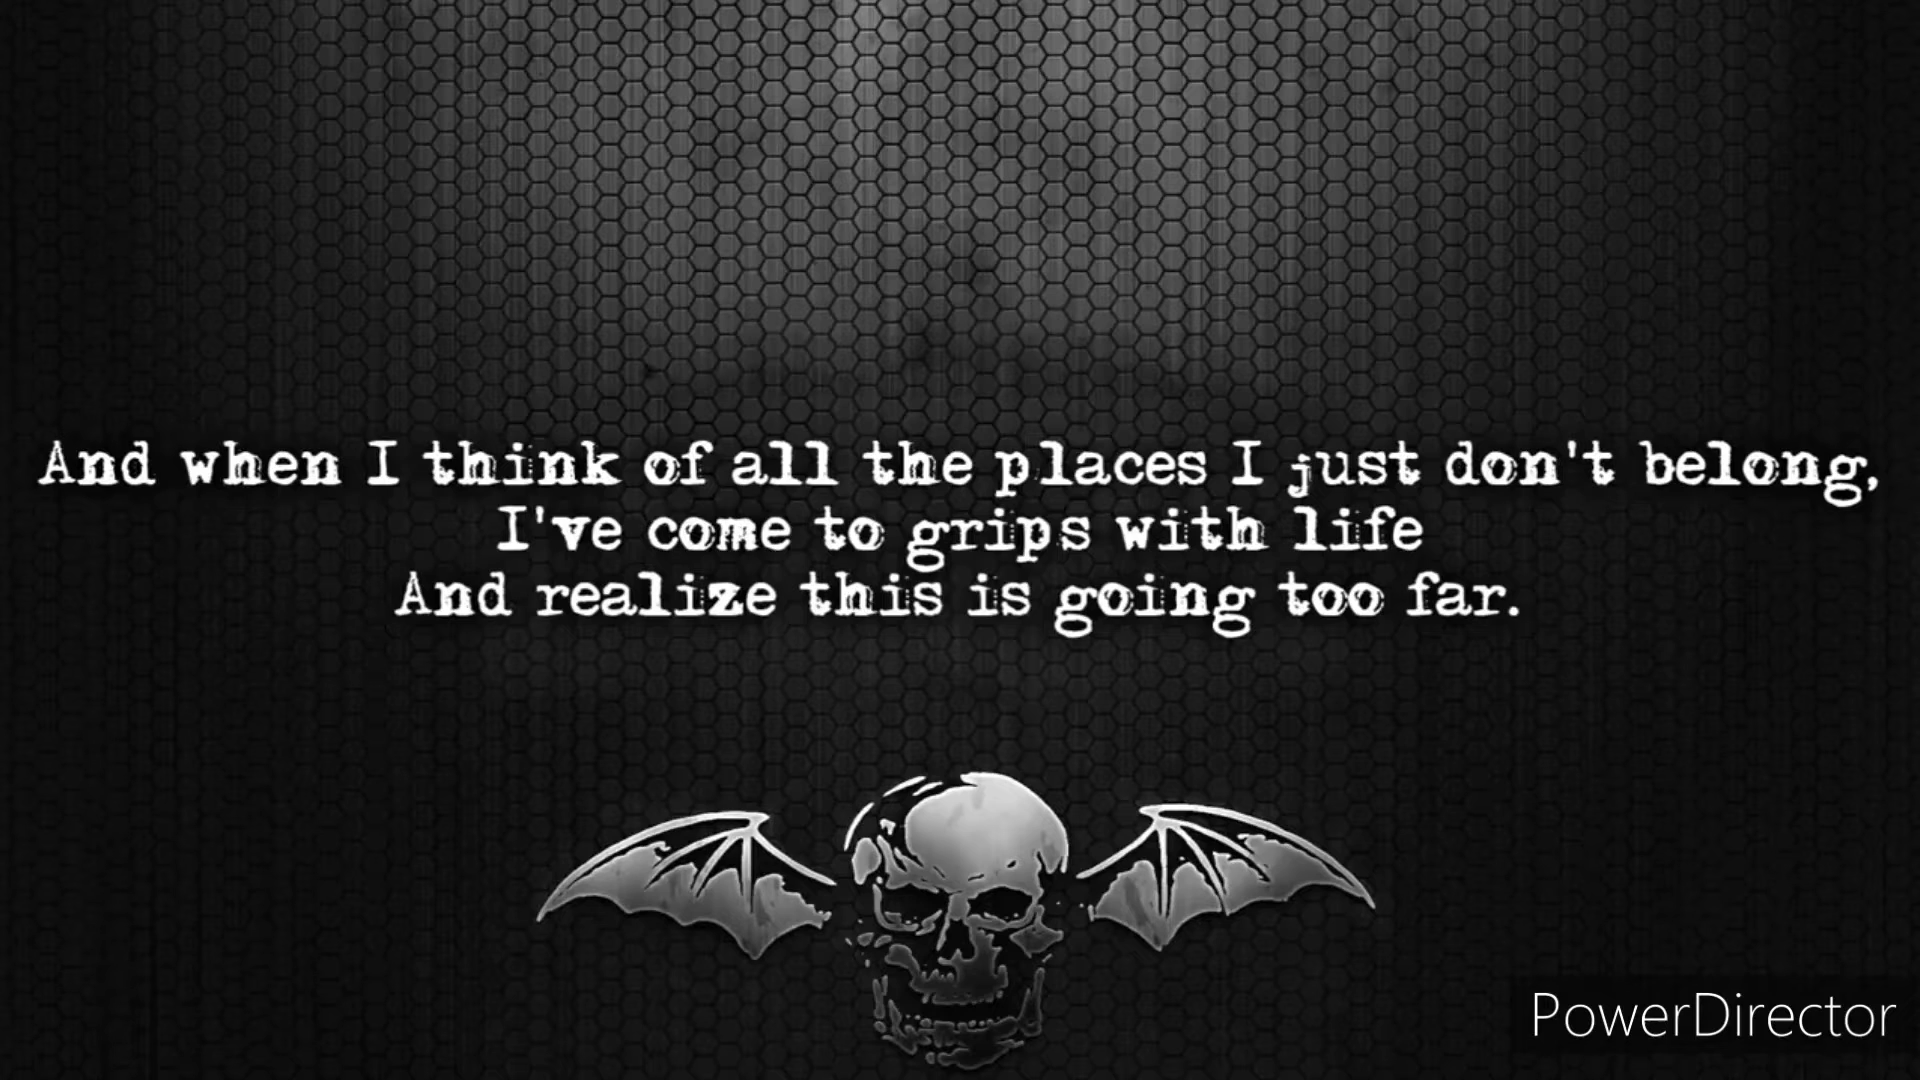 And when I think of all the places I just don't belong,
I've come to grips with life
And realize this is going too far.
PowerDirector